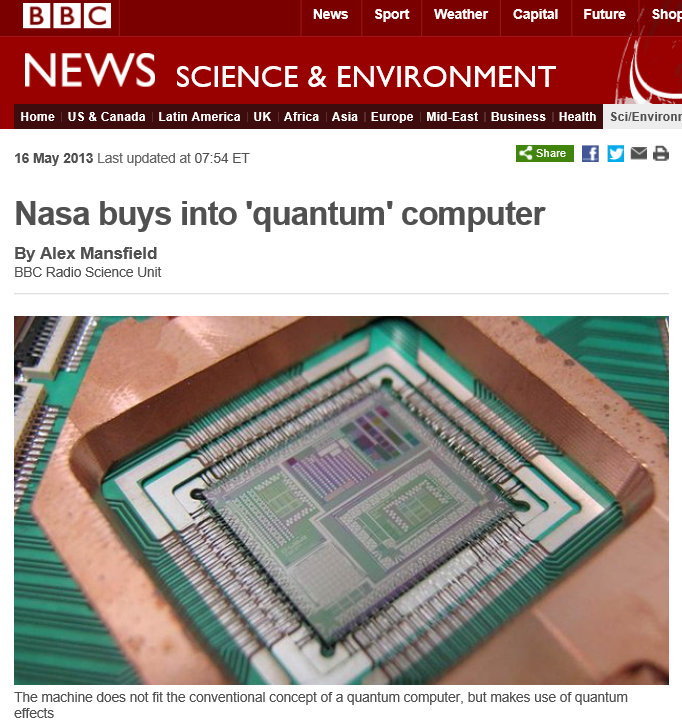 BBC
News Sport Weather Capital Future Shop
NEWS SCIENCE & ENVIRONMENT
Home US & Canada Latin America UK Africa Asia Europe Mid-East Business Health Sci/Environ
16 May 2013 Last updated at 07:54 ET
Share
Nasa buys into 'quantum' computer
By Alex Mansfield
BBC Radio Science Unit
The machine does not fit the conventional concept of a quantum computer, but makes use of quantum
effects